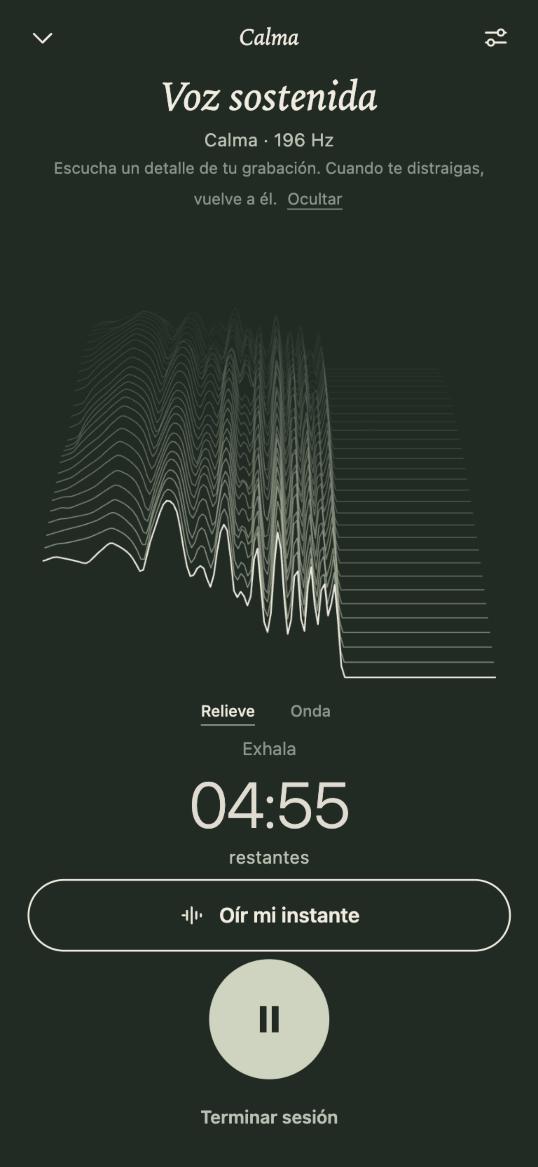 Calma
Voz sostenida
Calma · 196 Hz
Escucha un detalle de tu grabación. Cuando te distraigas,
vuelve a él. Ocultar
Relieve Onda
Exhala
04:55
restantes
Oír mi instante
Terminar sesión